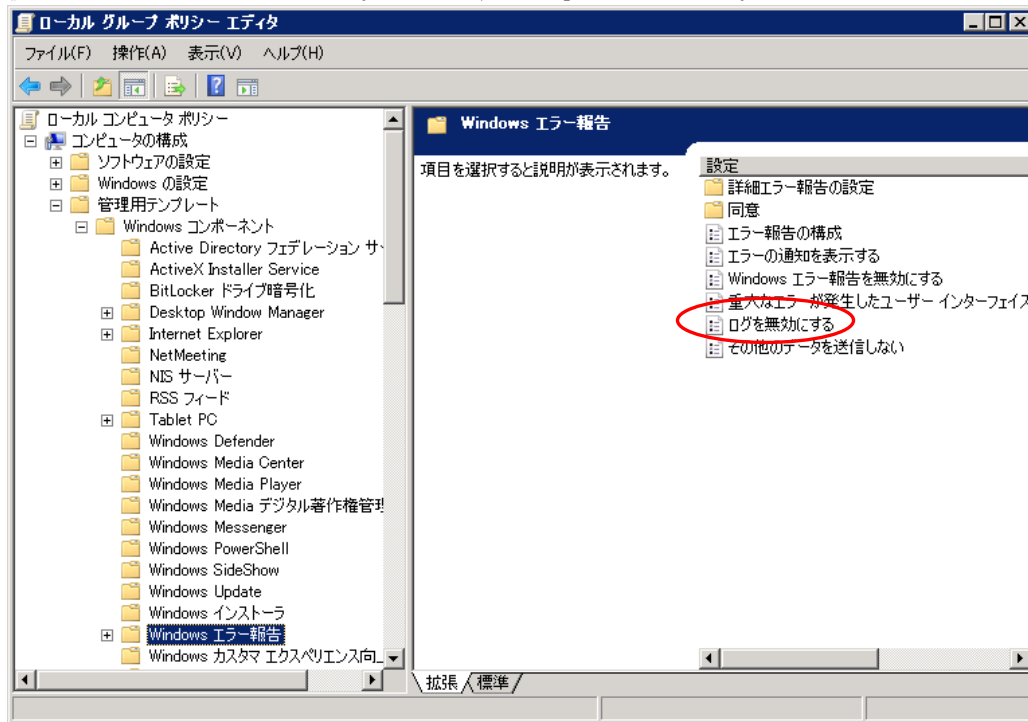 ローカル グループ ポリシー エディタ
ファイル(F) 操作(A) 表示(V) ヘルプ(H)
ローカル コンピュータ ポリシー
コンピュータの構成
ソフトウェアの設定
Windows の設定
管理用テンプレート
Windows コンポーネント
Active Directory フェデレーション サ
ActiveX Installer Service
BitLocker ドライブ暗号化
Desktop Window Manager
Internet Explorer
NetMeeting
NIS サーバー
RSS フィード
Tablet PC
Windows Defender
Windows Media Center
Windows Media Player
Windows Media デジタル著作権管理
Windows Messenger
Windows PowerShell
Windows SideShow
Windows Update
Windows インストーラ
Windows エラー報告
Windows カスタマ エクスペリエンス向
Windows エラー報告
項目を選択すると説明が表示されます。
設定
詳細エラー報告の設定
同意
エラー報告の構成
エラーの通知を表示する
Windows エラー報告を無効にする
重大なエラーが発生したユーザー インターフェイス
ログを無効にする
その他のデータを送信しない
拡張 標準